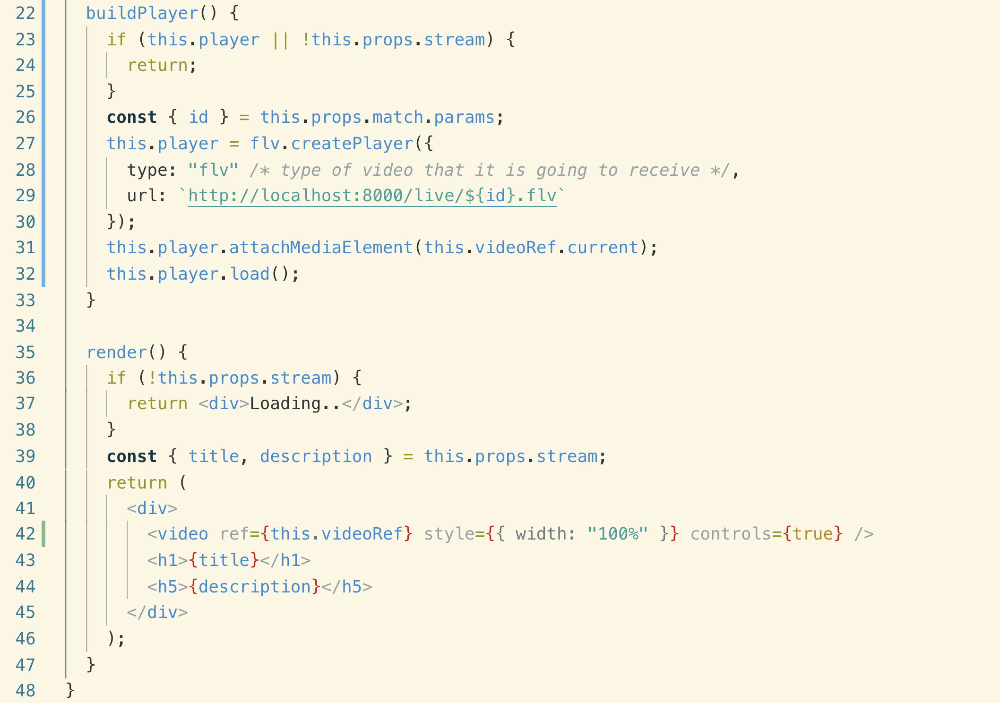 22 buildPlayer() {
23 if (this.player || !this.props.stream) {
24 return;
25 }
26 const { id } = this.props.match.params;
27 this.player = flv.createPlayer({
28 type: "flv" /* type of video that it is going to receive */,
29 url: `http://localhost:8000/live/${id}.flv`
30 });
31 this.player.attachMediaElement(this.videoRef.current);
32 this.player.load();
33 }
34
35 render() {
36 if (!this.props.stream) {
37 return <div>Loading..</div>;
38 }
39 const { title, description } = this.props.stream;
40 return (
41 <div>
42 <video ref={this.videoRef} style={{ width: "100%" }} controls={true} />
43 <h1>{title}</h1>
44 <h5>{description}</h5>
45 </div>
46 );
47 }
48 }